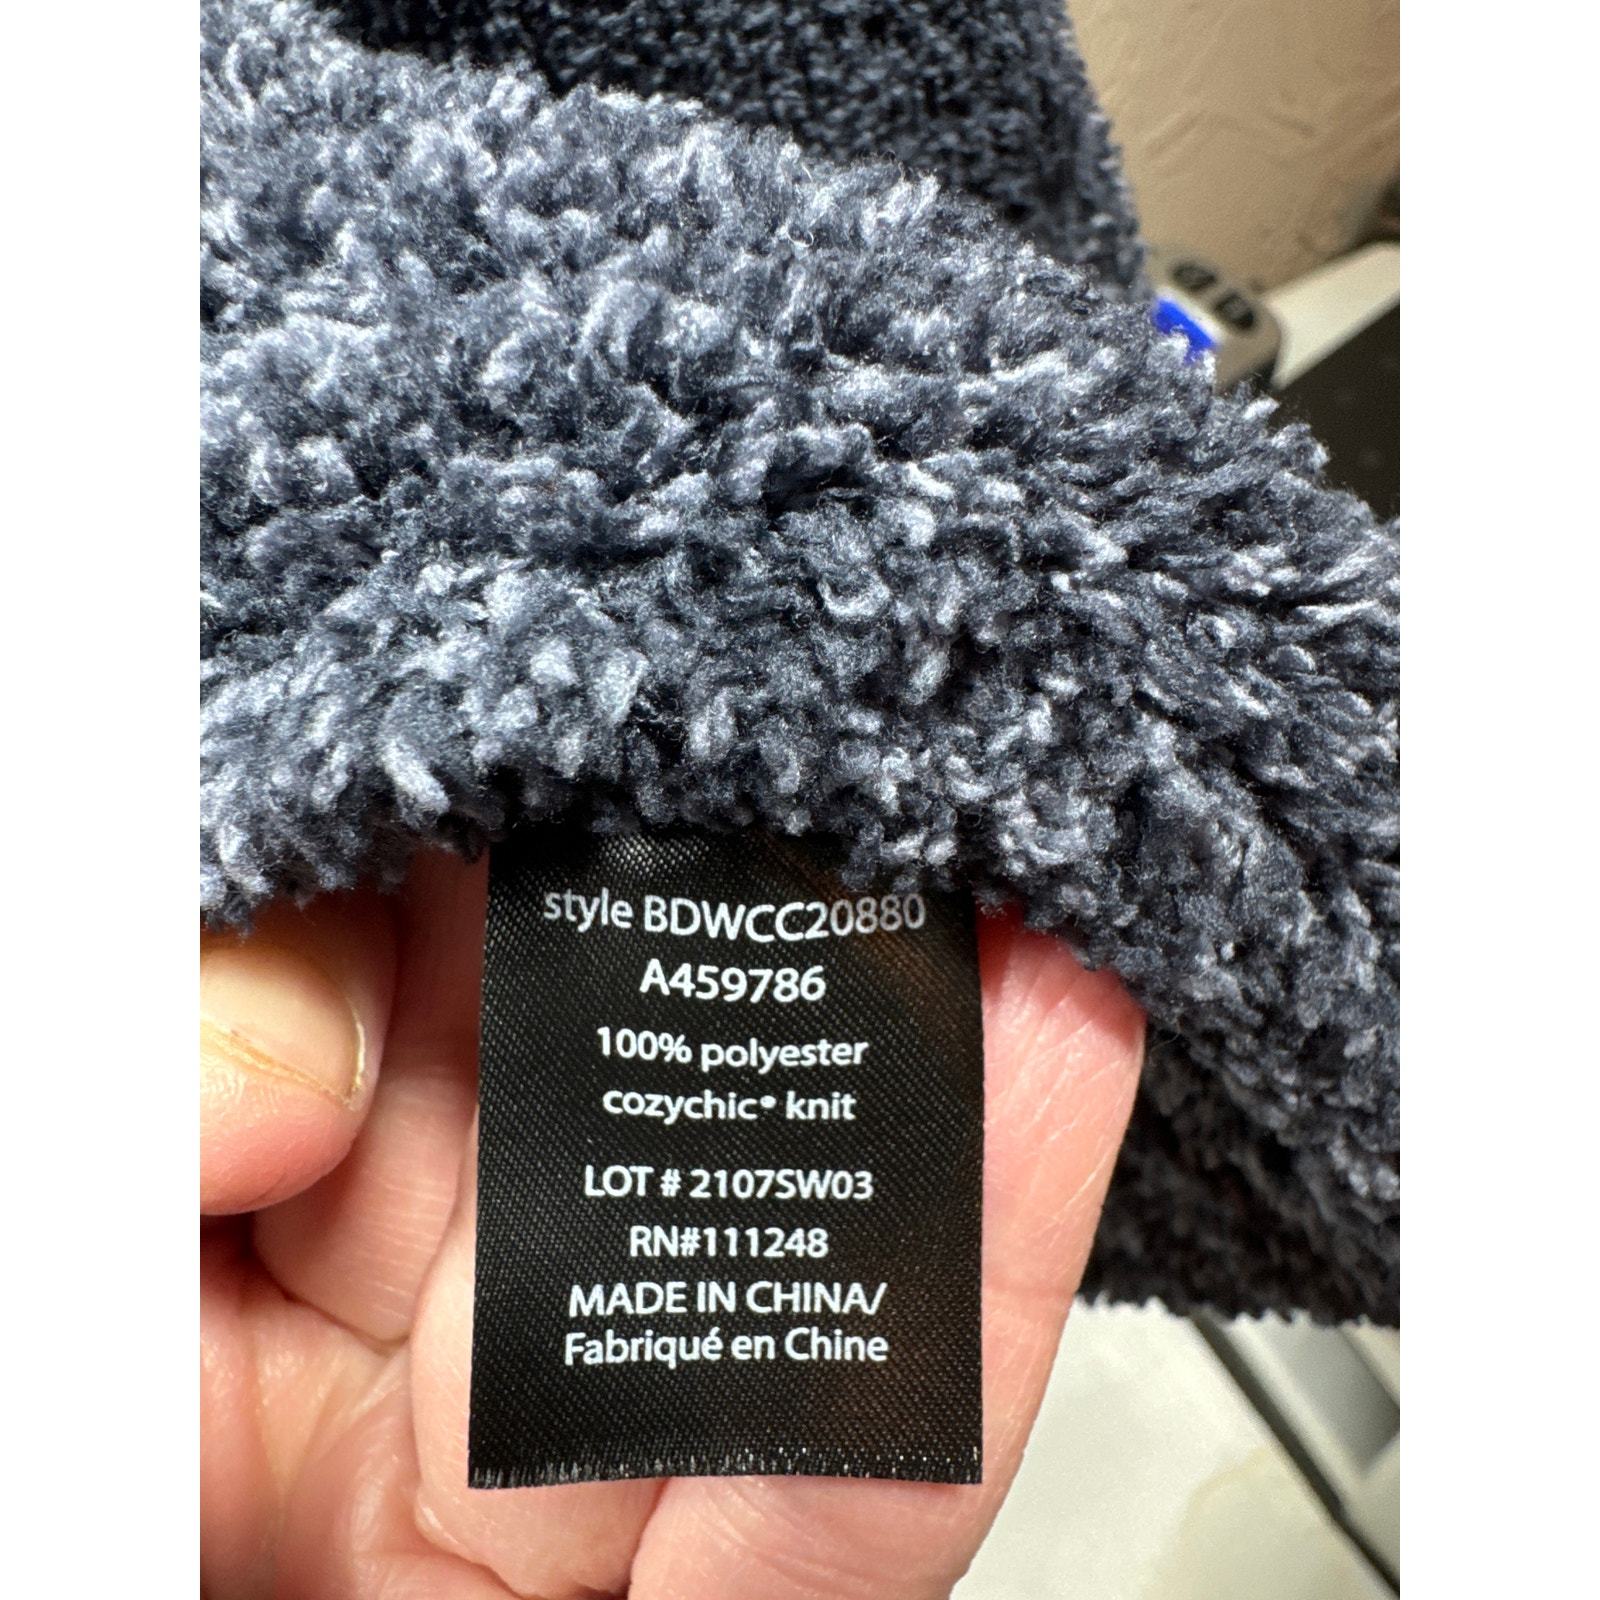 style BDWCC20880
A459786
100% polyester
cozychic® knit
LOT # 2107SW03
RN#111248
MADE IN CHINA/
Fabriqué en Chine